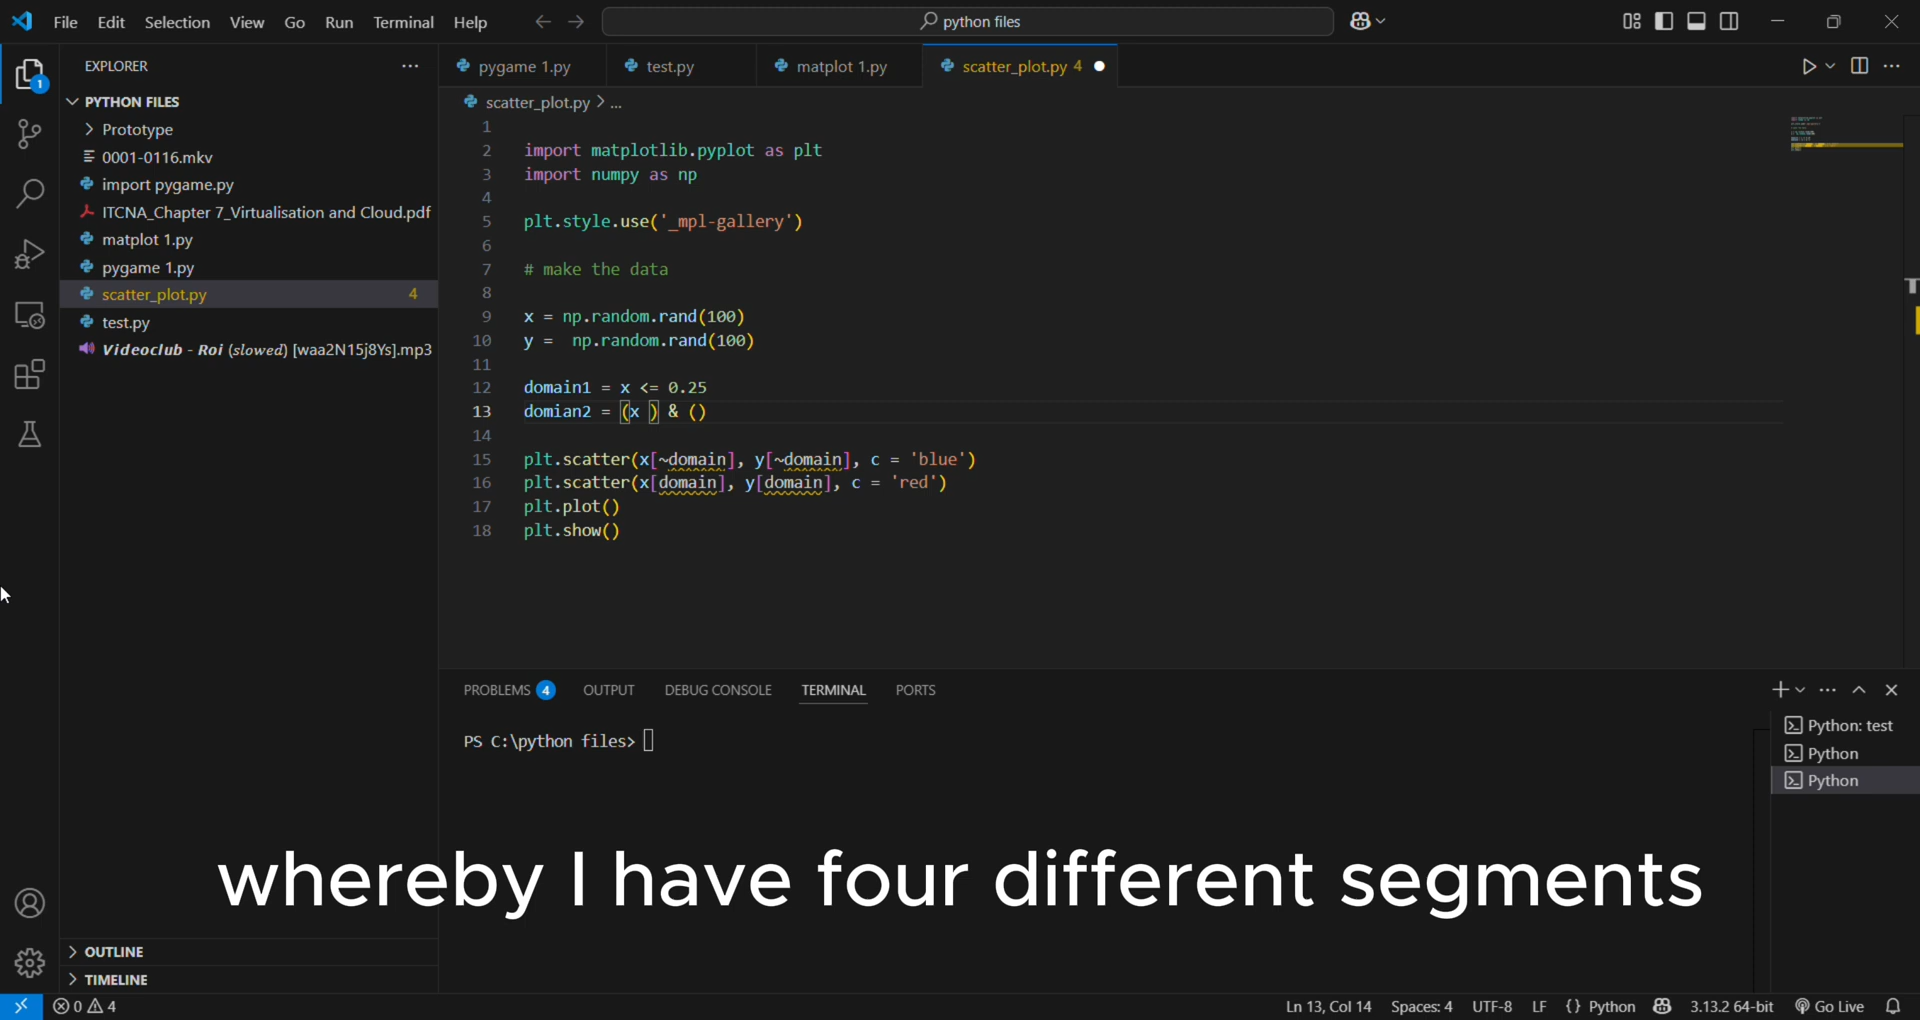 File Edit Selection View Go Run Terminal Help
python files
EXPLORER
1
PYTHON FILES
Prototype
0001-0116.mkv
import pygame.py
ITCNA_Chapter 7_Virtualisation and Cloud.pdf
matplot 1.py
pygame 1.py
scatter_plot.py 4
test.py
Videoclub - Roi (slowed) [waa2N15j8Ys].mp3
OUTLINE
TIMELINE
pygame 1.py test.py matplot 1.py scatter_plot.py 4
scatter_plot.py > ...
1
2 import matplotlib.pyplot as plt
3 import numpy as np
4
5 plt.style.use('_mpl-gallery')
6
7 # make the data
8
9 x = np.random.rand(100)
10 y =  np.random.rand(100)
11
12 domain1 = x <= 0.25
13 domian2 = (x ) & ()
14
15 plt.scatter(x[~domain], y[~domain], c = 'blue')
16 plt.scatter(x[domain], y[domain], c = 'red')
17 plt.plot()
18 plt.show()
PROBLEMS 4 OUTPUT DEBUG CONSOLE TERMINAL PORTS
PS C:\python files>
Python: test
Python
Python
whereby I have four different segments
0 4 Ln 13, Col 14 Spaces: 4 UTF-8 LF {} Python 3.13.2 64-bit Go Live